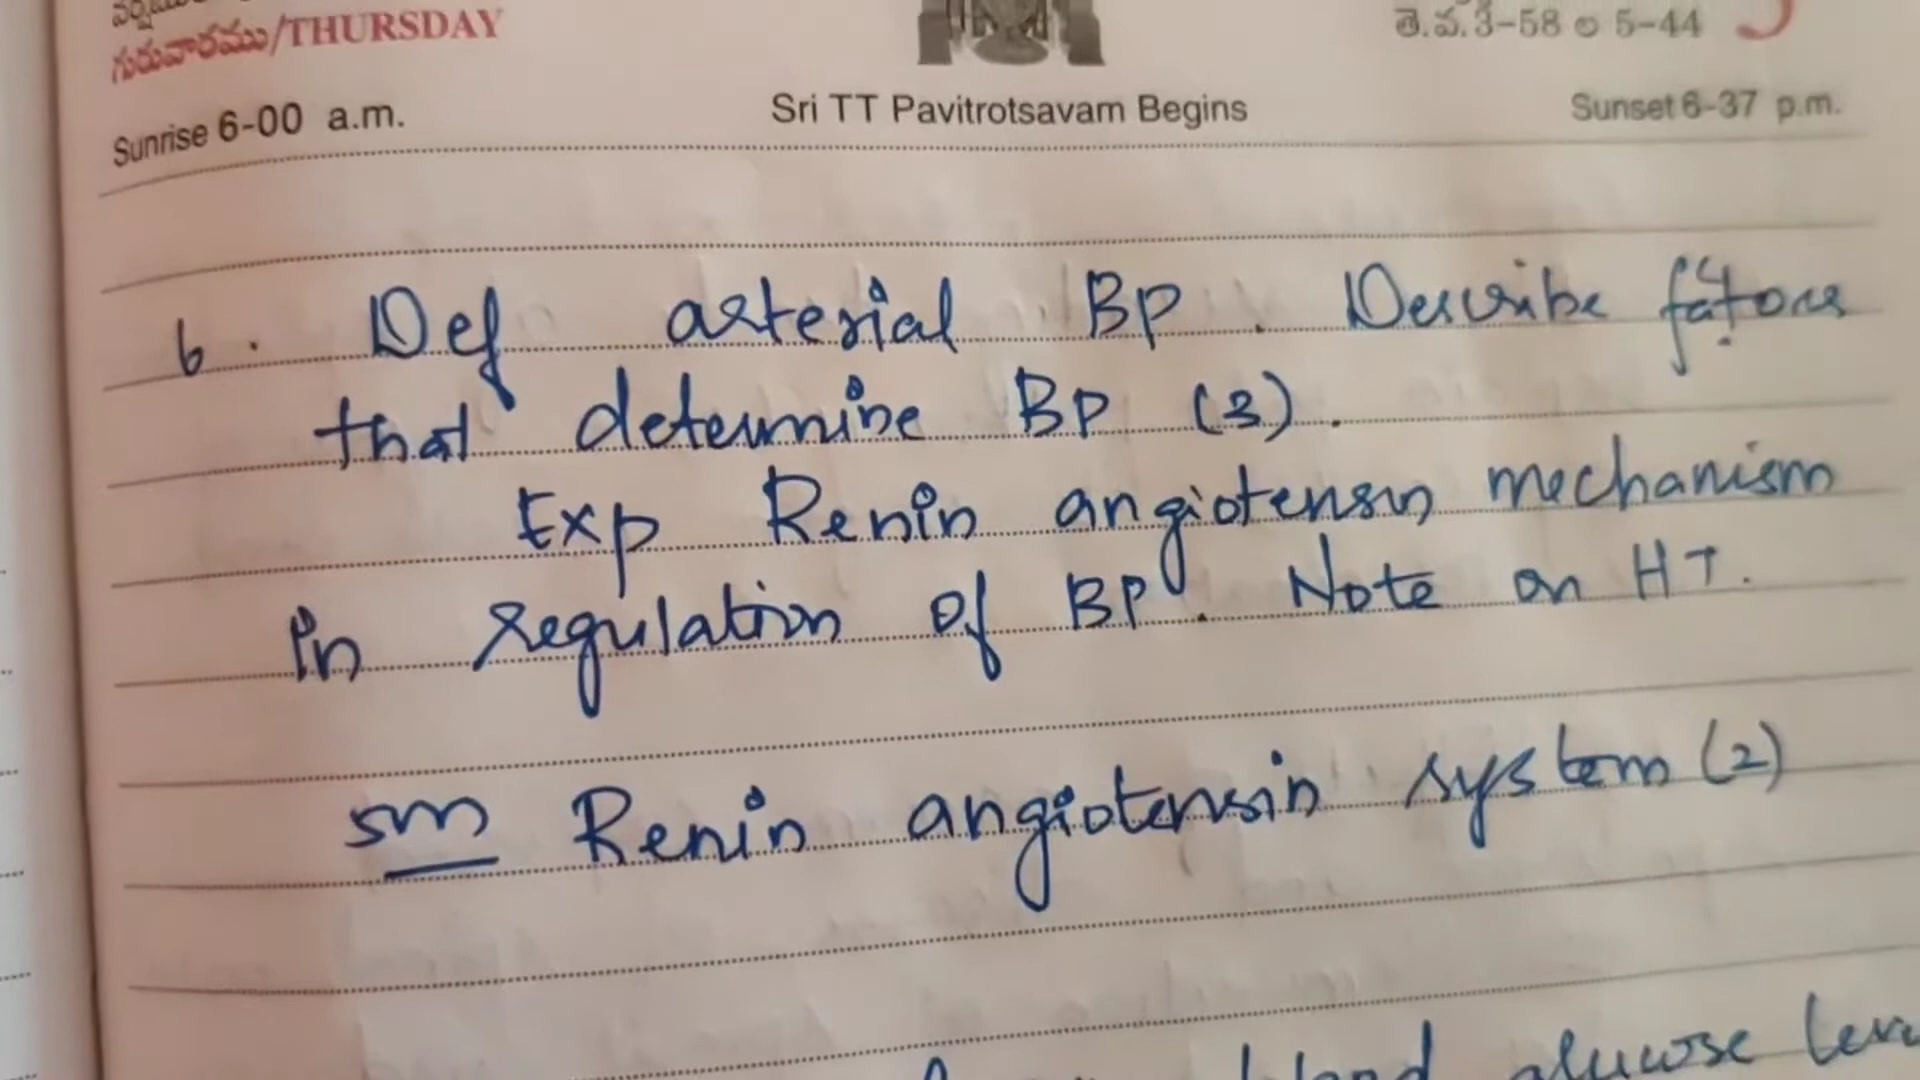 గురువారము/THURSDAY
తె.వ.3-58 ల 5-44
Sunrise 6-00 a.m.
Sri TT Pavitrotsavam Begins
Sunset 6-37 p.m.
6. Def arterial BP. Describe fators
that determine BP (3).
Exp Renin angiotensin mechanism
in regulation of BP. Note on HT.
sm Renin angiotensin system (2)
blood glucose